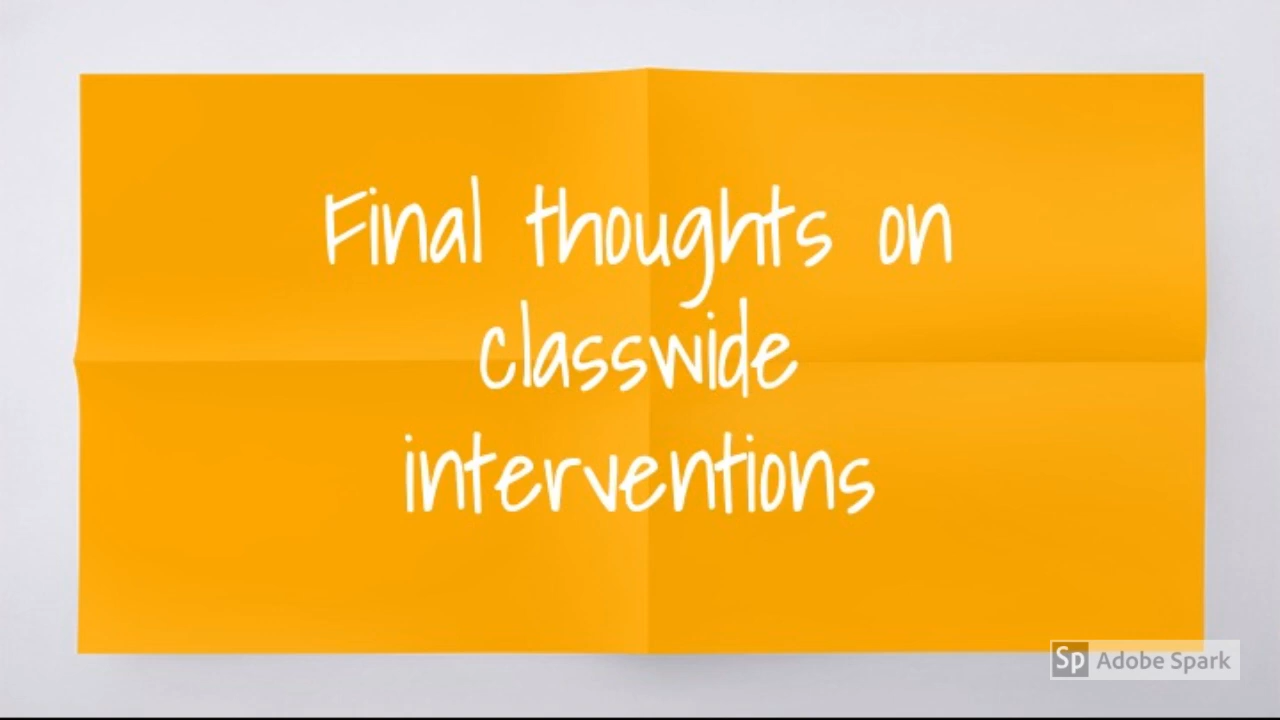 Final thoughts on
classwide
interventions
Sp Adobe Spark